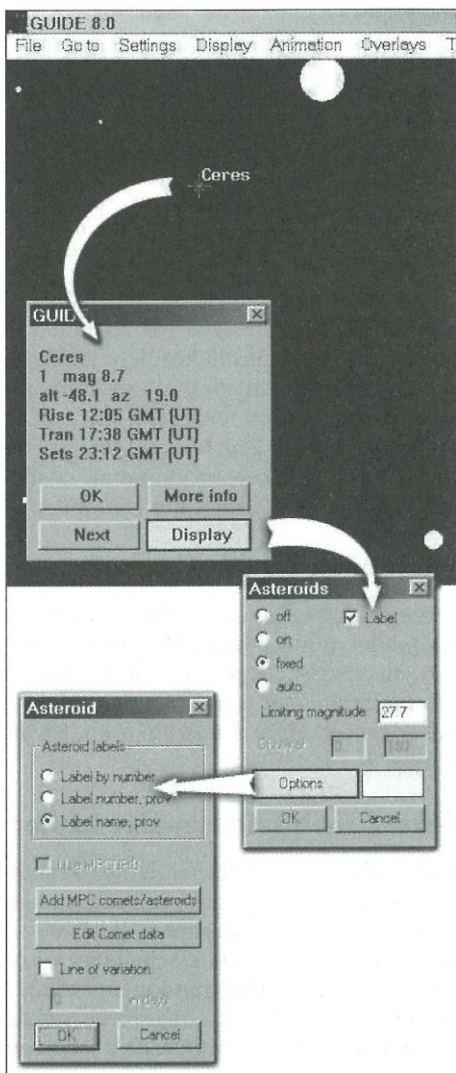 GUIDE 8.0
File Go to Settings Display Animation Overlays T
Ceres
GUIDE
Ceres
1 mag 8.7
alt -48.1 az 19.0
Rise 12:05 GMT (UT)
Tran 17:38 GMT (UT)
Sets 23:12 GMT (UT)
OK More info
Next Display
Asteroids
off Label
on
fixed
auto
Limiting magnitude 27.7
Options
OK Cancel
Asteroid
Asteroid labels
Label by number
Label number, prov
Label name, prov
Add MPC comets/asteroids
Edit Comet data
Line of variation
OK Cancel